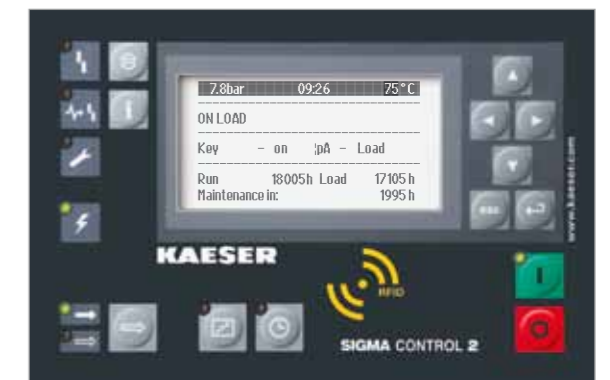 7.8bar 09:26 75°C
ON LOAD
Key - on ¦pA - Load
Run 18005h Load 17105h
Maintenance in: 1995h
esc
www.kaeser.com
KAESER
RFID
I
O
SIGMA CONTROL 2